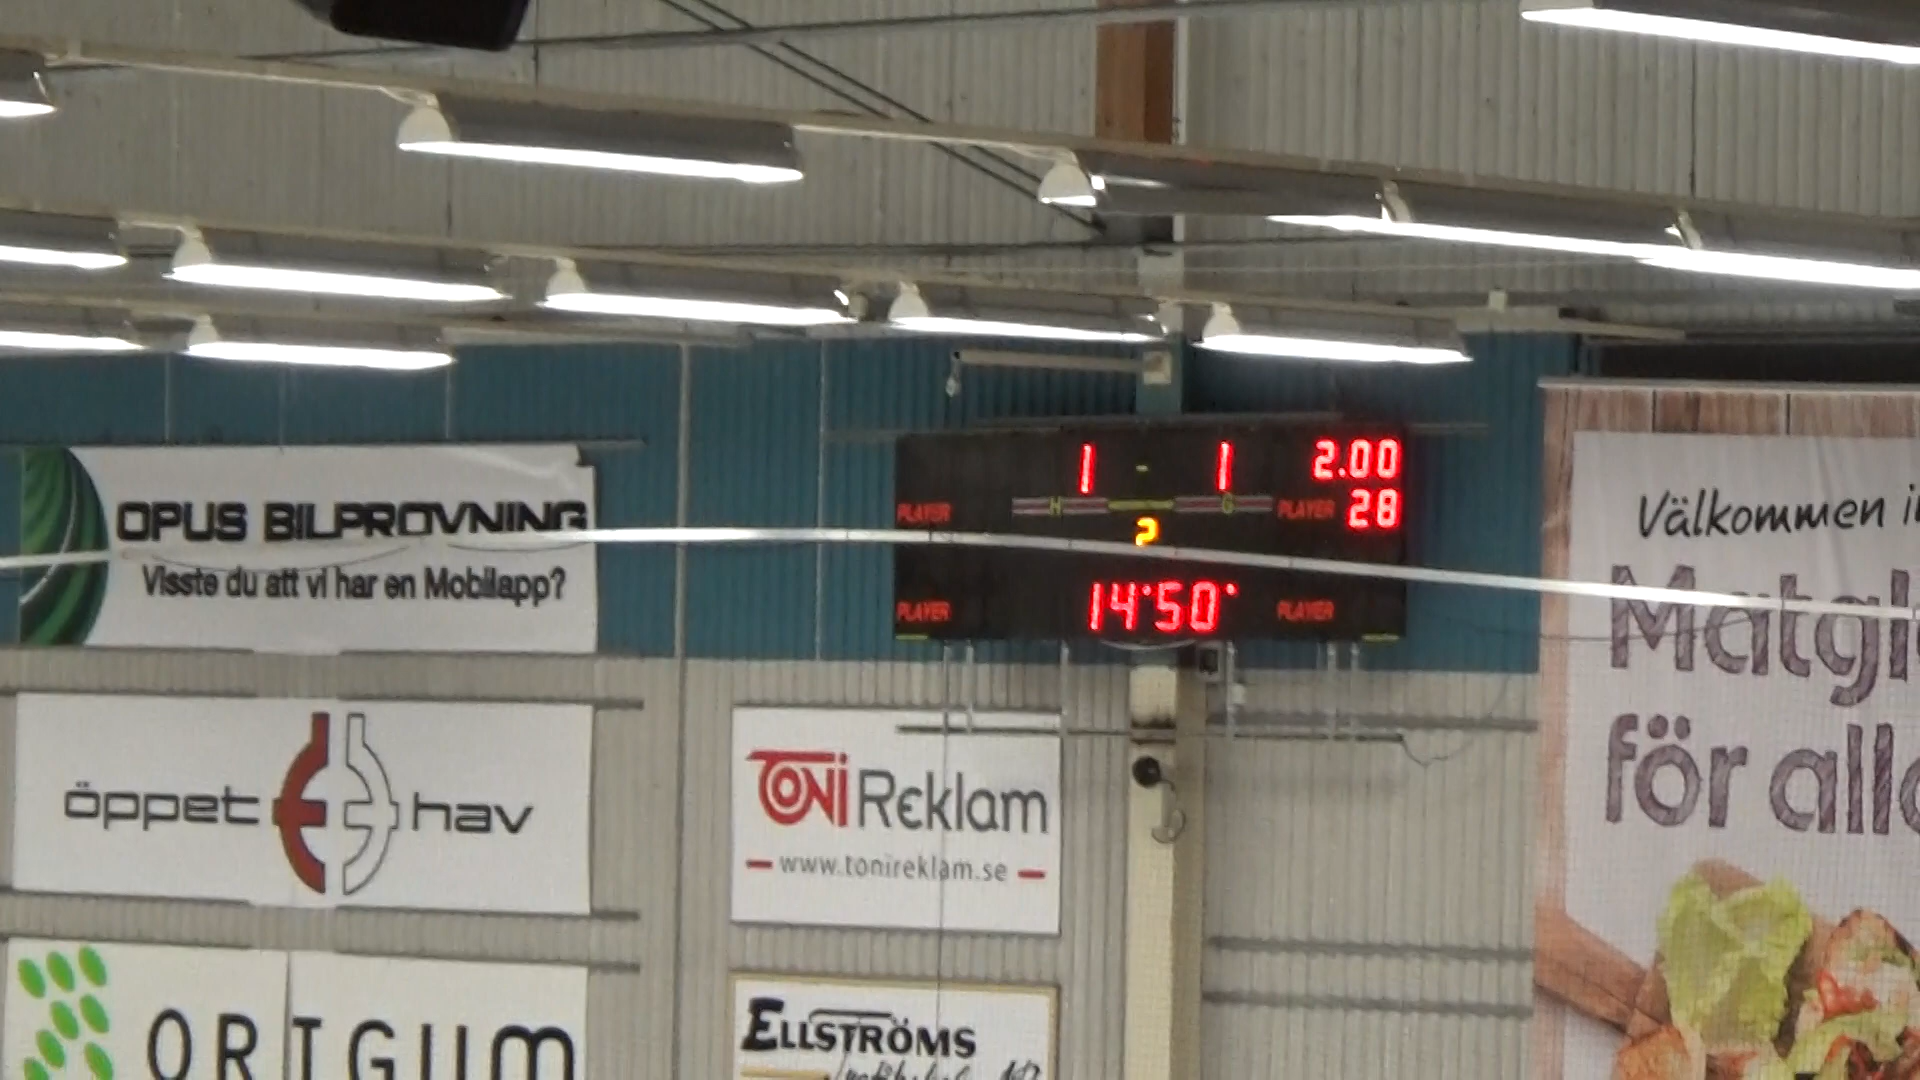 OPUS BILPROVNING
Visste du att vi har en Mobilapp?
1 - 1 2.00
PLAYER H G PLAYER 28
2
PLAYER 14'50" PLAYER
Välkommen
för
öppet hav
TONI Reklam
www.tonireklam.se
ORIGUM
ELLSTRÖMS